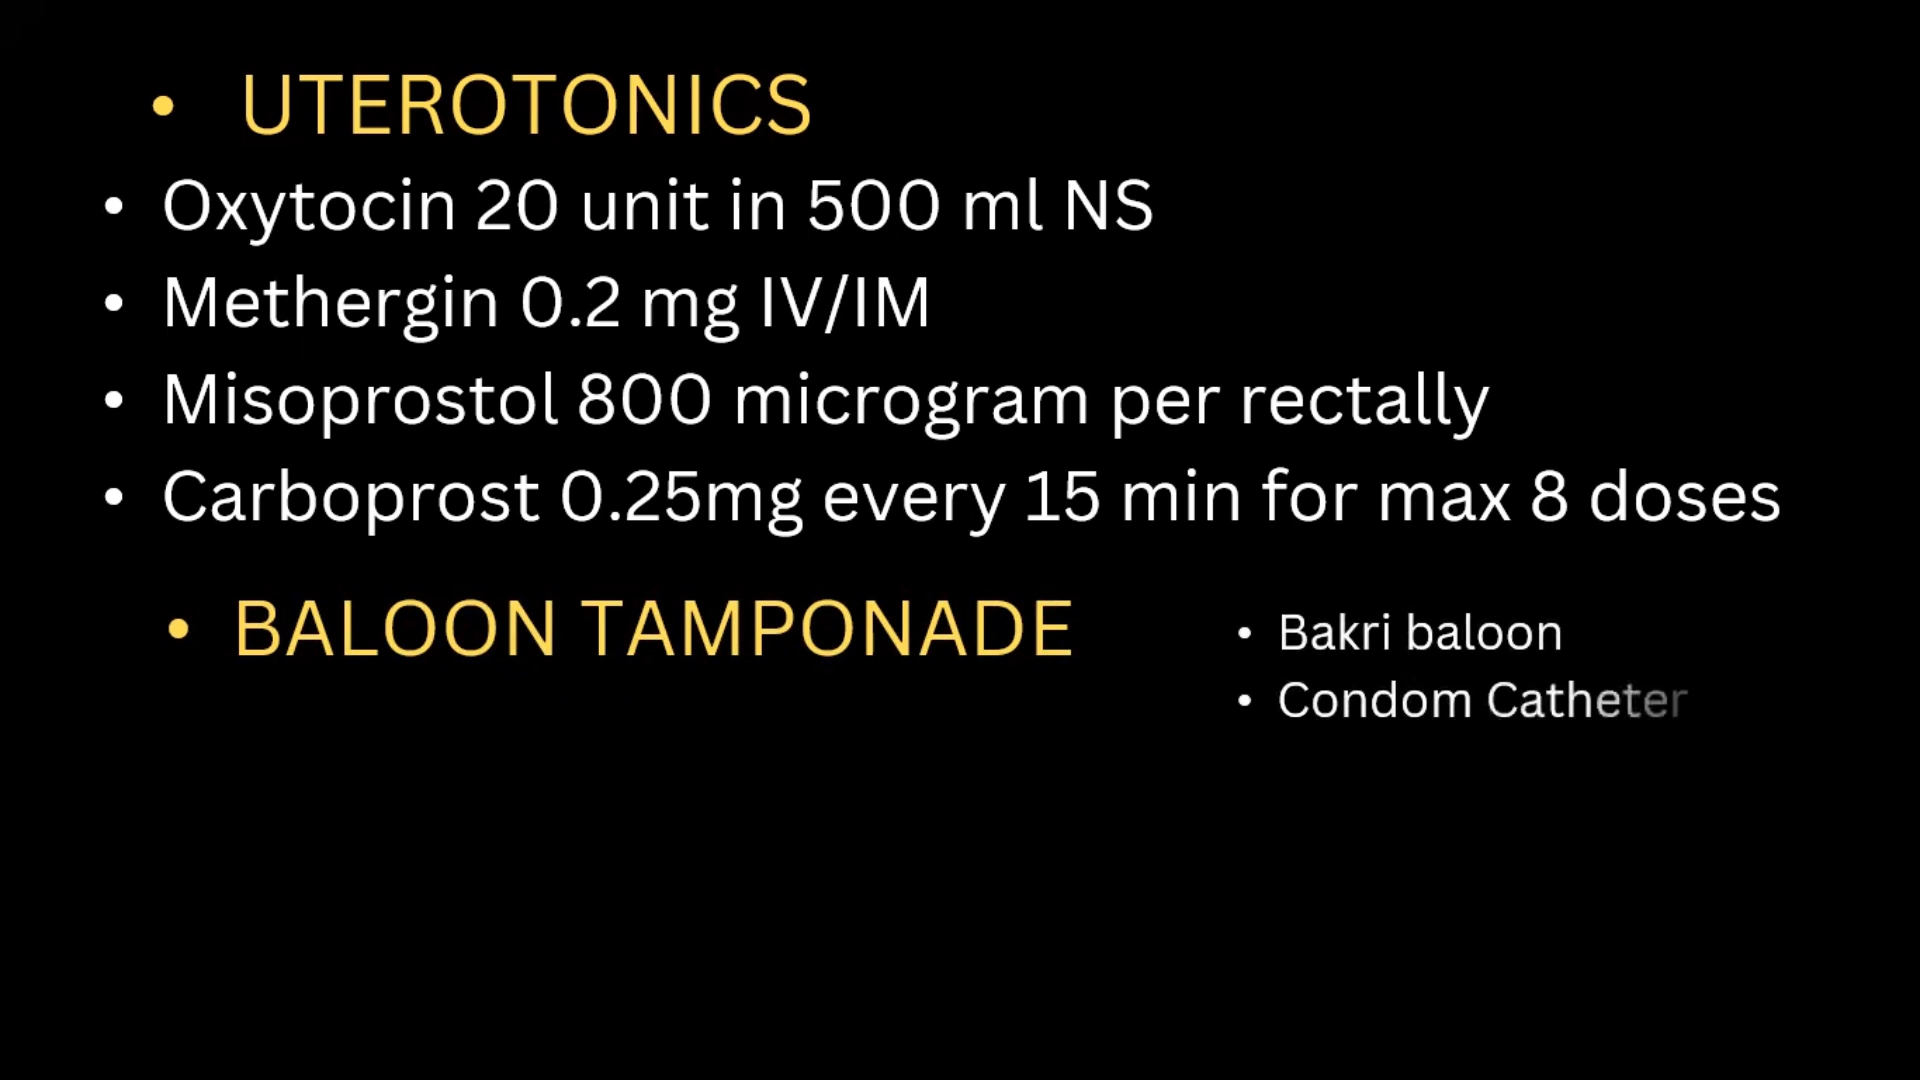 • UTEROTONICS
• Oxytocin 20 unit in 500 ml NS
• Methergin 0.2 mg IV/IM
• Misoprostol 800 microgram per rectally
• Carboprost 0.25mg every 15 min for max 8 doses
• BALOON TAMPONADE
• Bakri baloon
• Condom Catheter